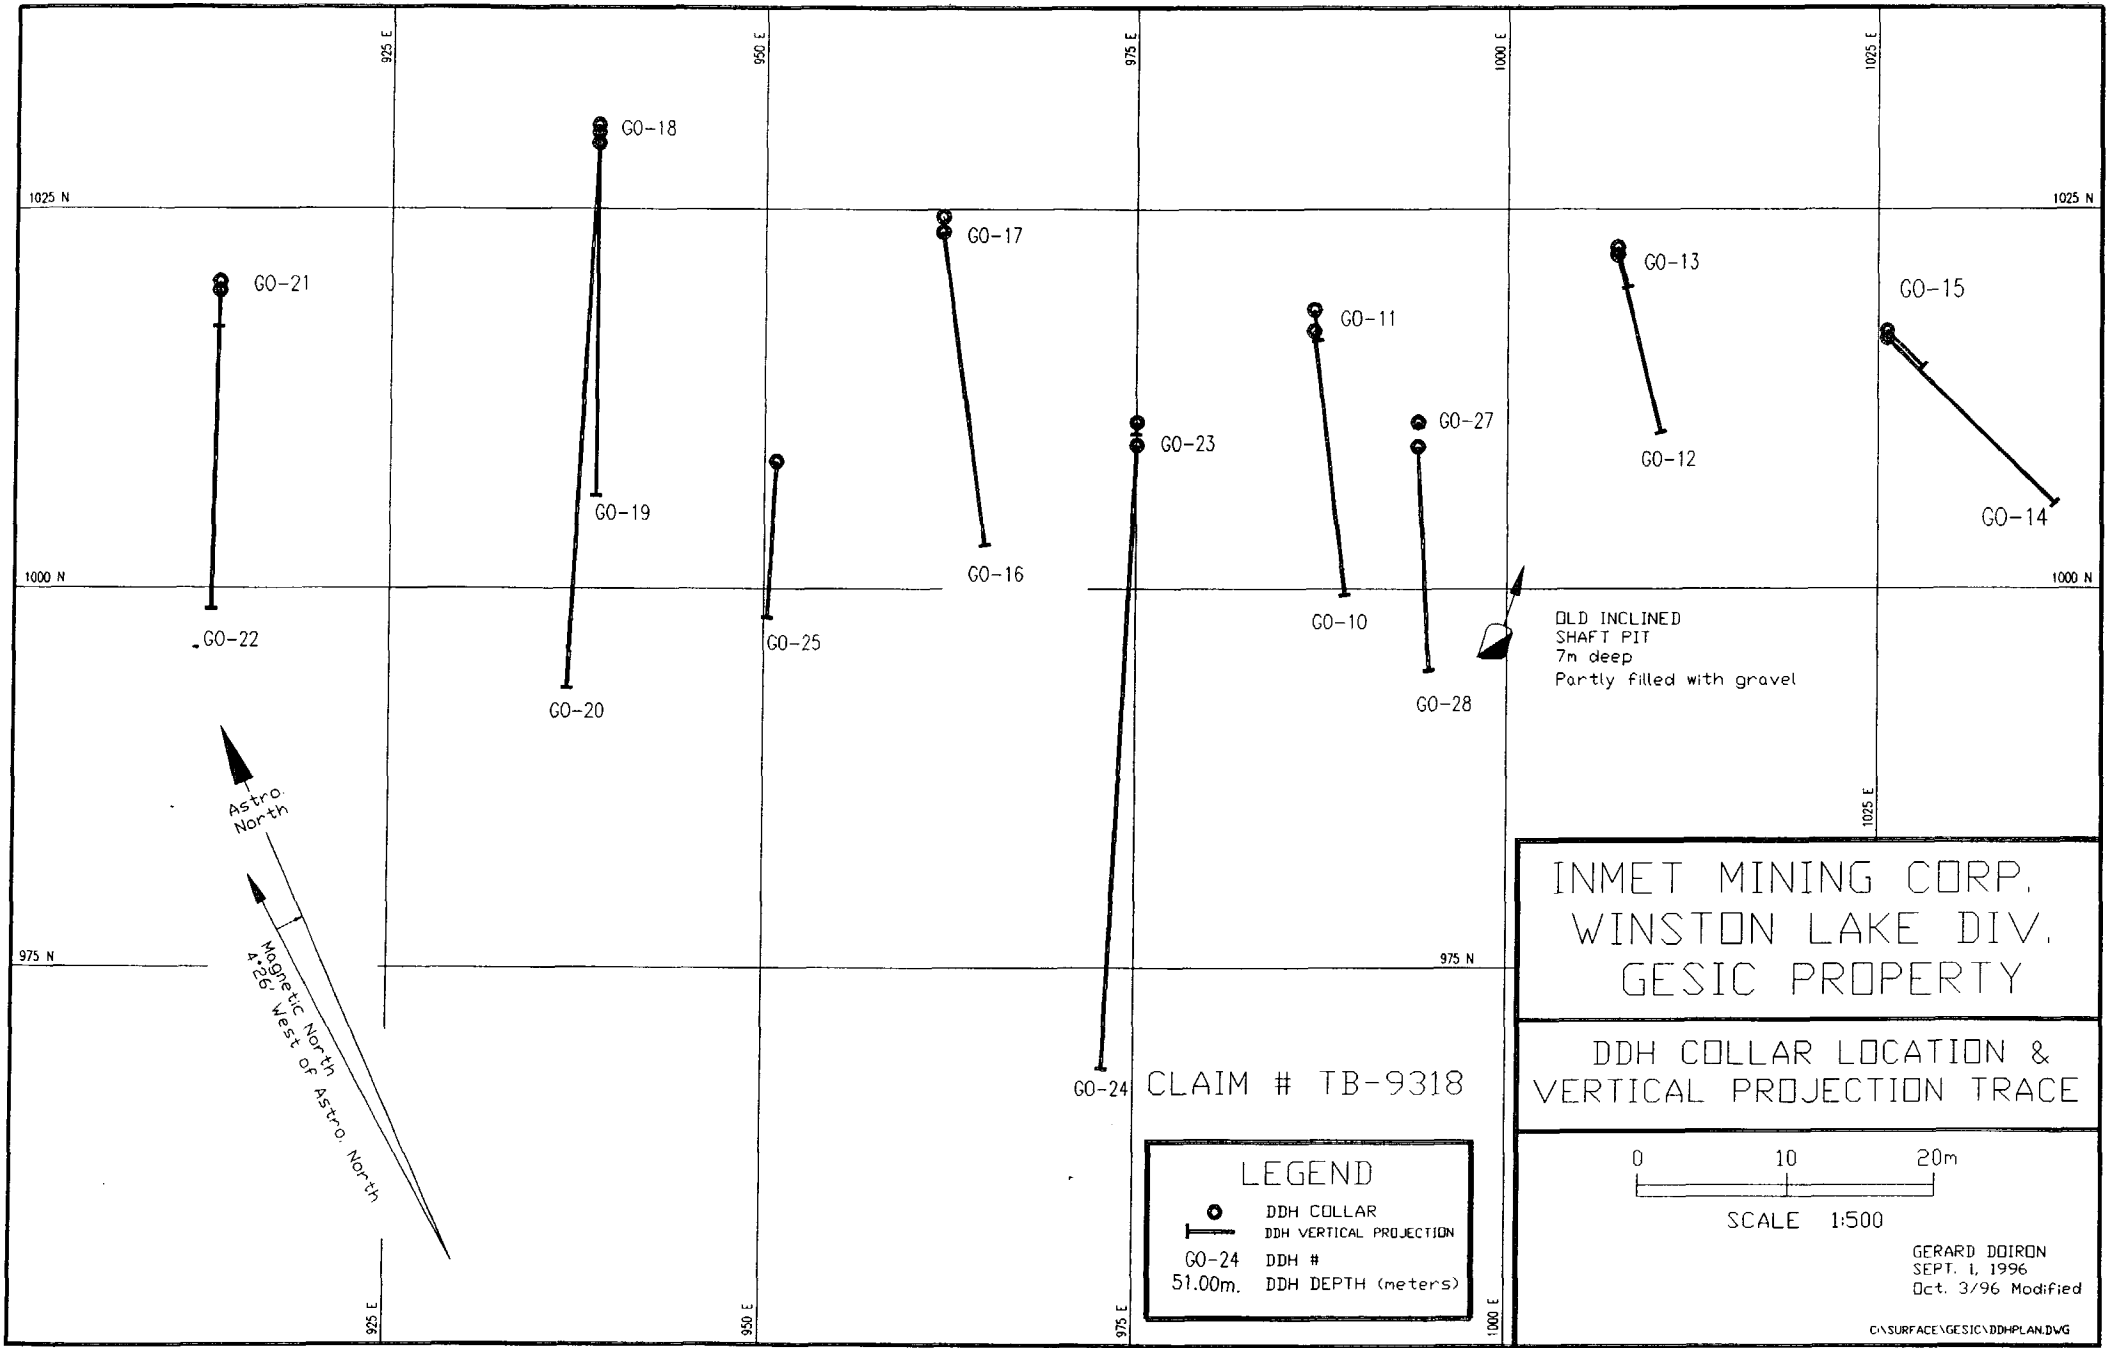 925 E
950 E
975 E
1000 E
1025 E
GO-18
1025 N
1025 N
GO-17
GO-13
GO-21
GO-15
GO-11
GO-27
GO-23
GO-12
GO-19
GO-14
1000 N
GO-16
1000 N
GO-22
GO-25
GO-10
OLD INCLINED
SHAFT PIT
7m deep
Partly filled with gravel
GO-20
GO-28
Astro.
North
1025 E
INMET MINING CORP.
WINSTON LAKE DIV.
GESIC PROPERTY
975 N
975 N
Magnetic North
4°26' West of Astro. North
DDH COLLAR LOCATION &
VERTICAL PROJECTION TRACE
GO-24
CLAIM # TB-9318
LEGEND
DDH COLLAR
DDH VERTICAL PROJECTION
GO-24 DDH #
51.00m. DDH DEPTH (meters)
0 10 20m
SCALE 1:500
GERARD DOIRON
SEPT. 1, 1996
Oct. 3/96 Modified
925 E
950 E
975 E
1000 E
C:\SURFACE\GESIC\DDHPLAN.DWG